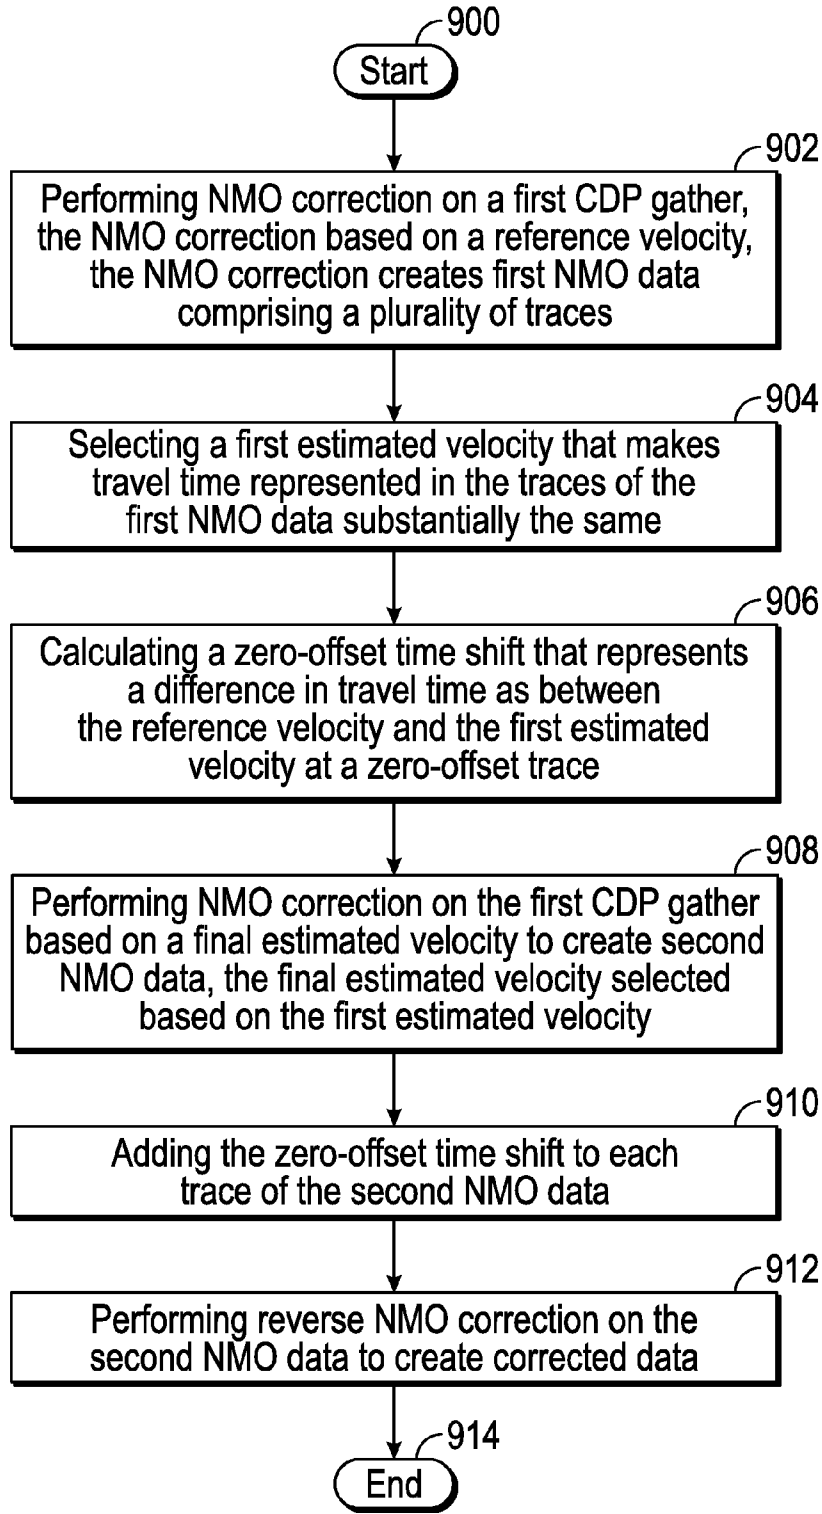 900
Start
902
Performing NMO correction on a first CDP gather,
the NMO correction based on a reference velocity,
the NMO correction creates first NMO data
comprising a plurality of traces
904
Selecting a first estimated velocity that makes
travel time represented in the traces of the
first NMO data substantially the same
906
Calculating a zero-offset time shift that represents
a difference in travel time as between
the reference velocity and the first estimated
velocity at a zero-offset trace
908
Performing NMO correction on the first CDP gather
based on a final estimated velocity to create second
NMO data, the final estimated velocity selected
based on the first estimated velocity
910
Adding the zero-offset time shift to each
trace of the second NMO data
912
Performing reverse NMO correction on the
second NMO data to create corrected data
914
End